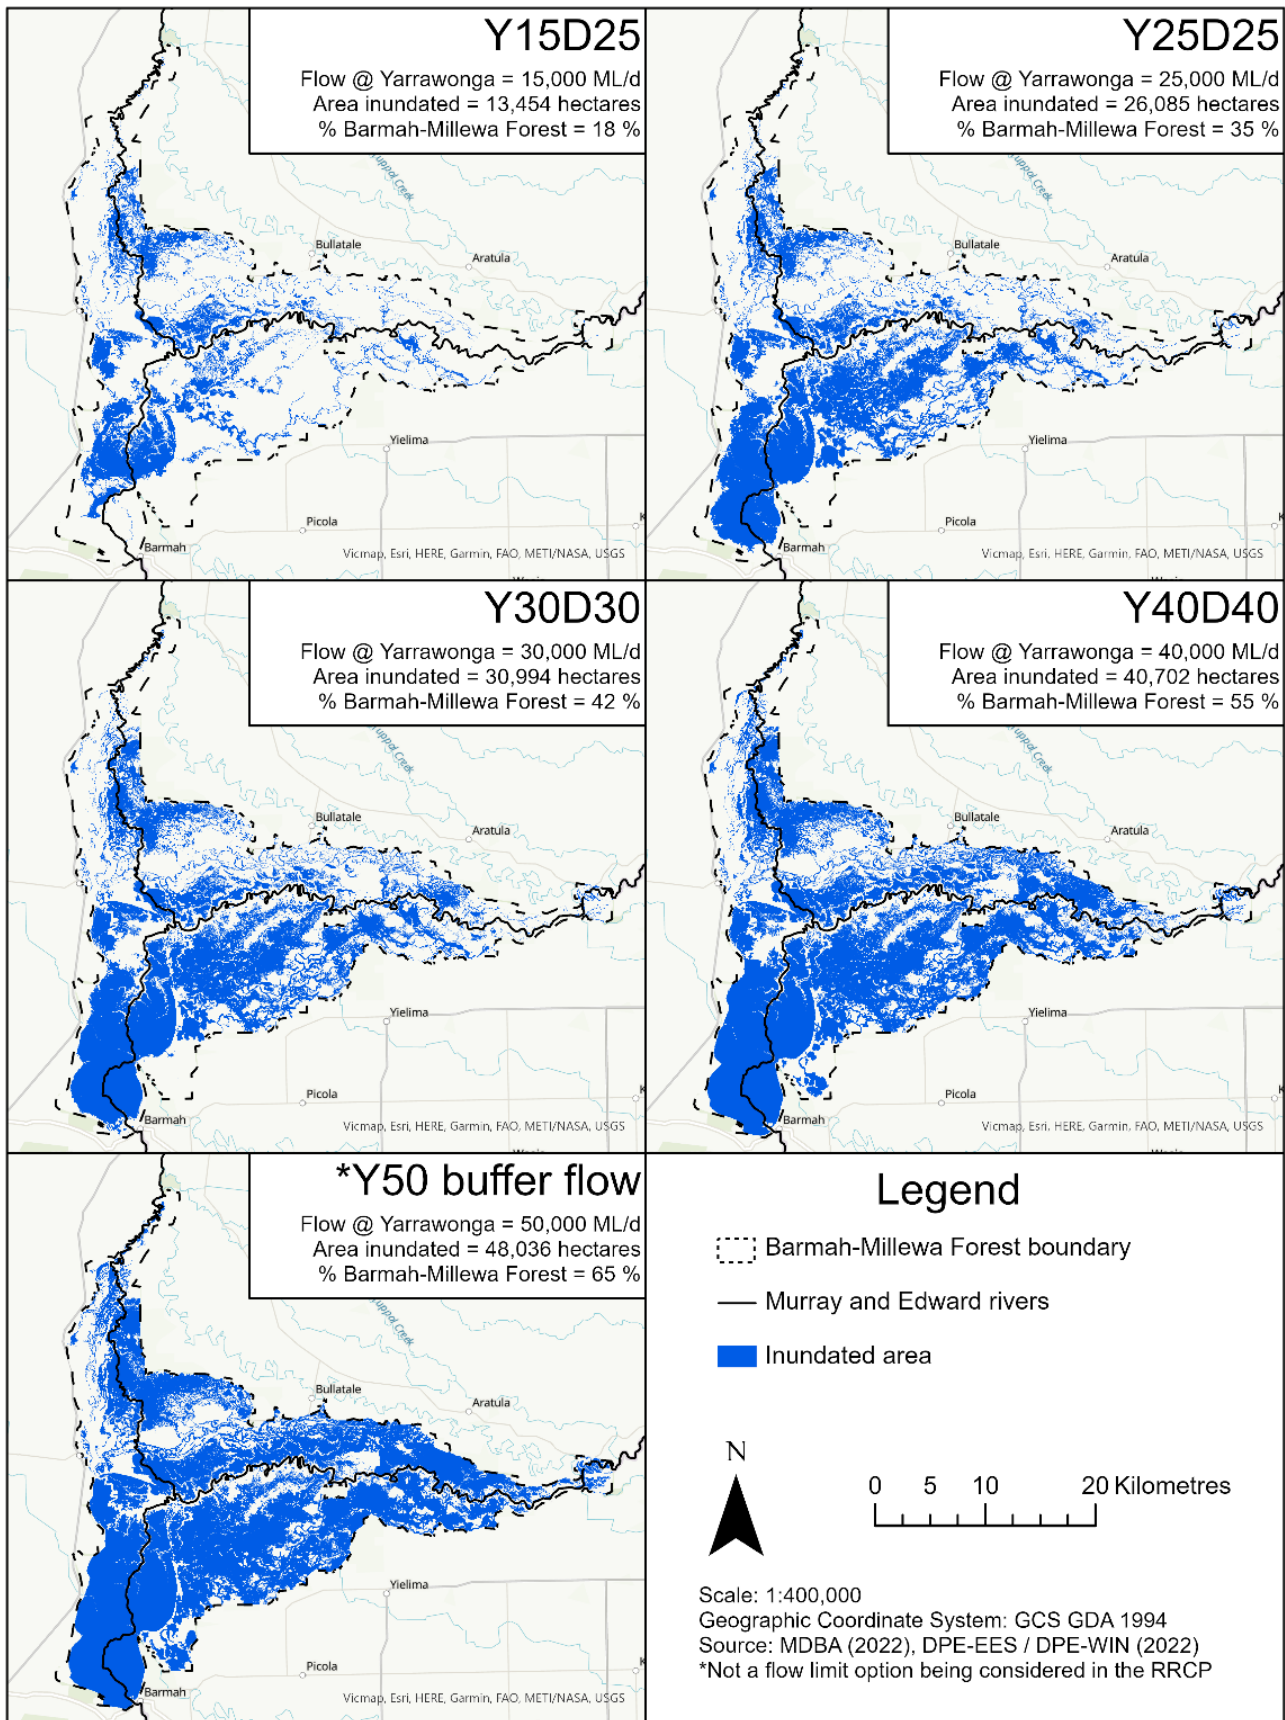 Y15D25
Flow @ Yarrawonga = 15,000 ML/d
Area inundated = 13,454 hectares
% Barmah-Millewa Forest = 18 %
Bullatale
Aratula
Yielima
Picola
Barmah
Vicmap, Esri, HERE, Garmin, FAO, METI/NASA, USGS
Y25D25
Flow @ Yarrawonga = 25,000 ML/d
Area inundated = 26,085 hectares
% Barmah-Millewa Forest = 35 %
Bullatale
Aratula
Yielima
Picola
Barmah
Vicmap, Esri, HERE, Garmin, FAO, METI/NASA, USGS
Y30D30
Flow @ Yarrawonga = 30,000 ML/d
Area inundated = 30,994 hectares
% Barmah-Millewa Forest = 42 %
Bullatale
Aratula
Yielima
Picola
Barmah
Vicmap, Esri, HERE, Garmin, FAO, METI/NASA, USGS
Y40D40
Flow @ Yarrawonga = 40,000 ML/d
Area inundated = 40,702 hectares
% Barmah-Millewa Forest = 55 %
Bullatale
Aratula
Yielima
Picola
Barmah
Vicmap, Esri, HERE, Garmin, FAO, METI/NASA, USGS
*Y50 buffer flow
Flow @ Yarrawonga = 50,000 ML/d
Area inundated = 48,036 hectares
% Barmah-Millewa Forest = 65 %
Bullatale
Aratula
Yielima
Picola
Barmah
Vicmap, Esri, HERE, Garmin, FAO, METI/NASA, USGS
Legend
Barmah-Millewa Forest boundary
Murray and Edward rivers
Inundated area
N
0 5 10 20 Kilometres
Scale: 1:400,000
Geographic Coordinate System: GCS GDA 1994
Source: MDBA (2022), DPE-EES / DPE-WIN (2022)
*Not a flow limit option being considered in the RRCP